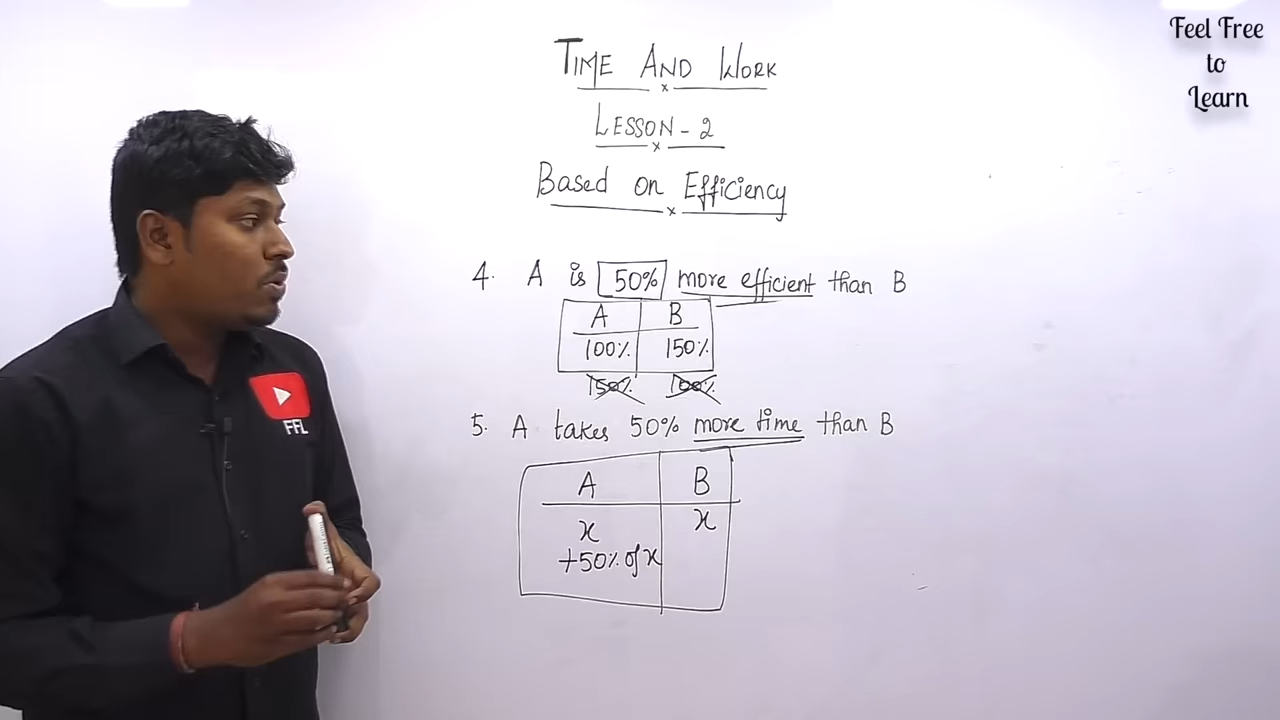 Feel Free
to
Learn
TIME AND WORK
x
LESSON - 2
x
Based on Efficiency
x
4. A is 50% more efficient than B
A B
100% 150%
150% 100%
5. A takes 50% more time than B
A B
x x
+50% of x
FFL